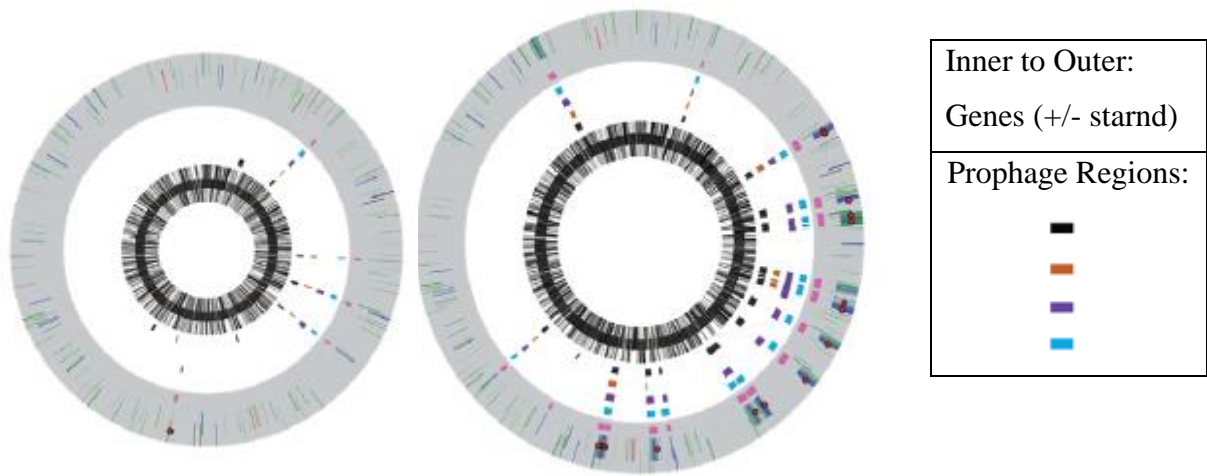 Inner to Outer:
Genes (+/- starnd)
Prophage Regions: